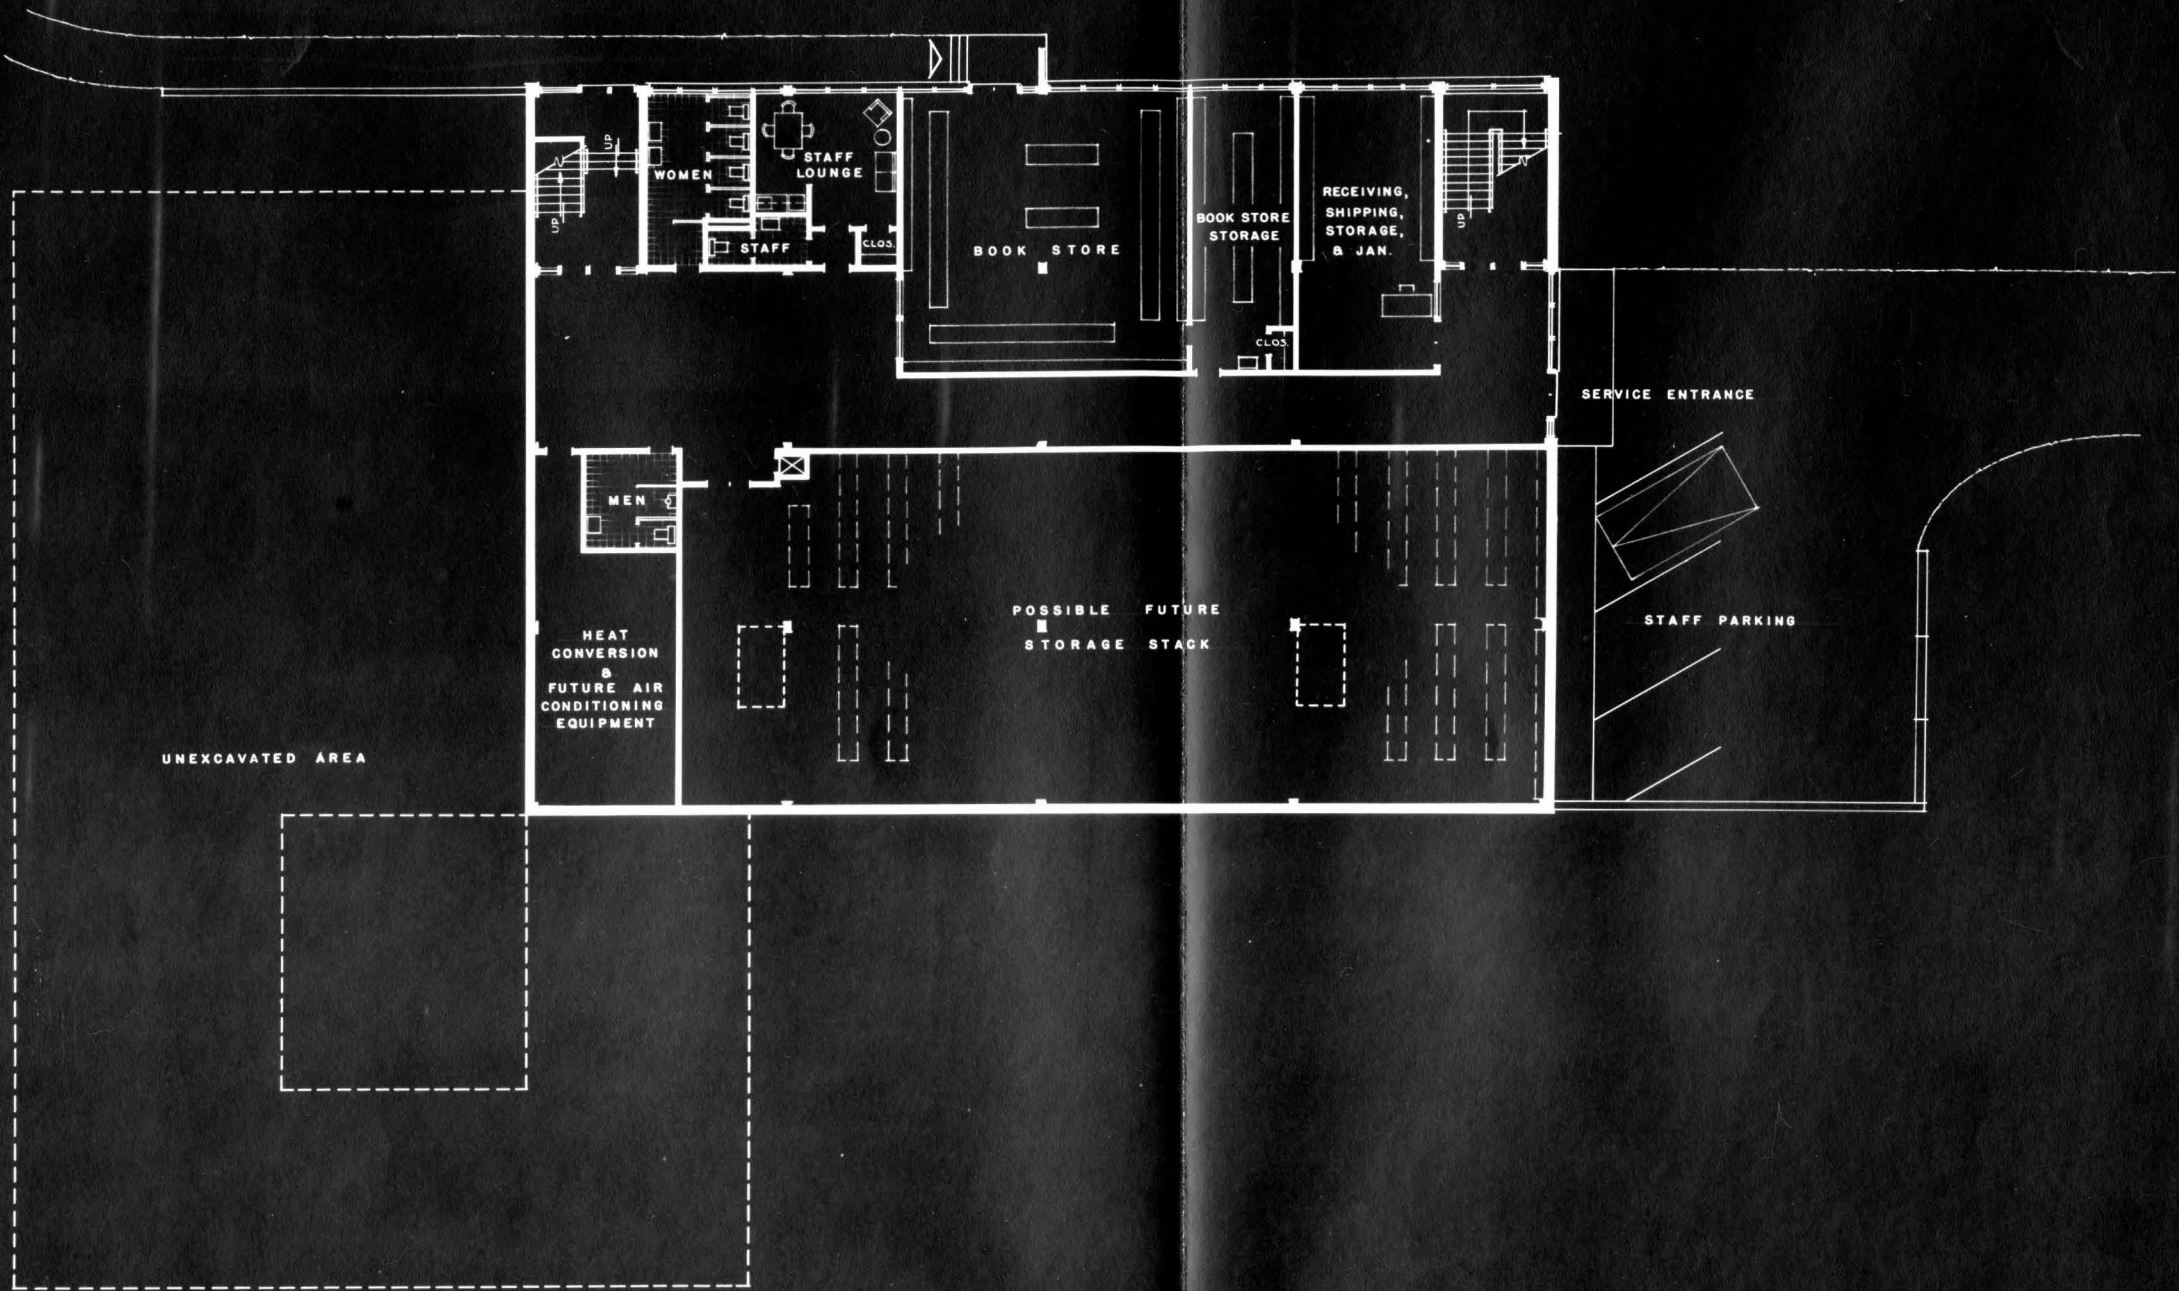 UP
UP
WOMEN
STAFF
LOUNGE
STAFF
CLOS.
BOOK STORE
BOOK STORE
STORAGE
CLOS.
RECEIVING,
SHIPPING,
STORAGE,
& JAN.
UP
SERVICE ENTRANCE
MEN
HEAT
CONVERSION
&
FUTURE AIR
CONDITIONING
EQUIPMENT
POSSIBLE FUTURE
STORAGE STACK
STAFF PARKING
UNEXCAVATED AREA